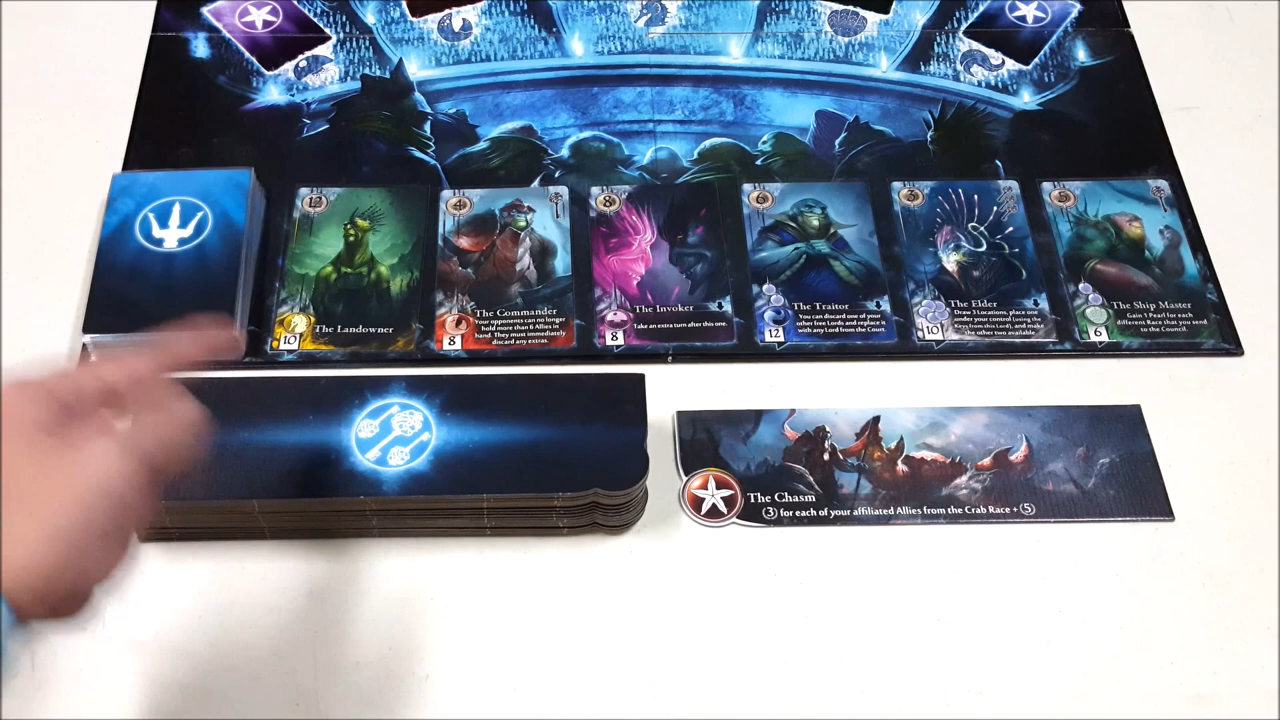 12
The Landowner
10
4
The Commander
Your opponents can no longer
hold more than 6 Allies in
hand. They must immediately
discard any extras.
8
8
The Invoker
Take an extra turn after this one.
8
6
The Traitor
You can discard one of your
other free Lords and replace it
with any Lord from the Court.
12
The Elder
Draw 3 Locations, place one
under your control (using the
Keys from this Lord), and make
the other two available.
10
The Ship Master
Gain 1 Pearl for each
different Race that you send
to the Council.
6
The Chasm
(3) for each of your affiliated Allies from the Crab Race + (5)